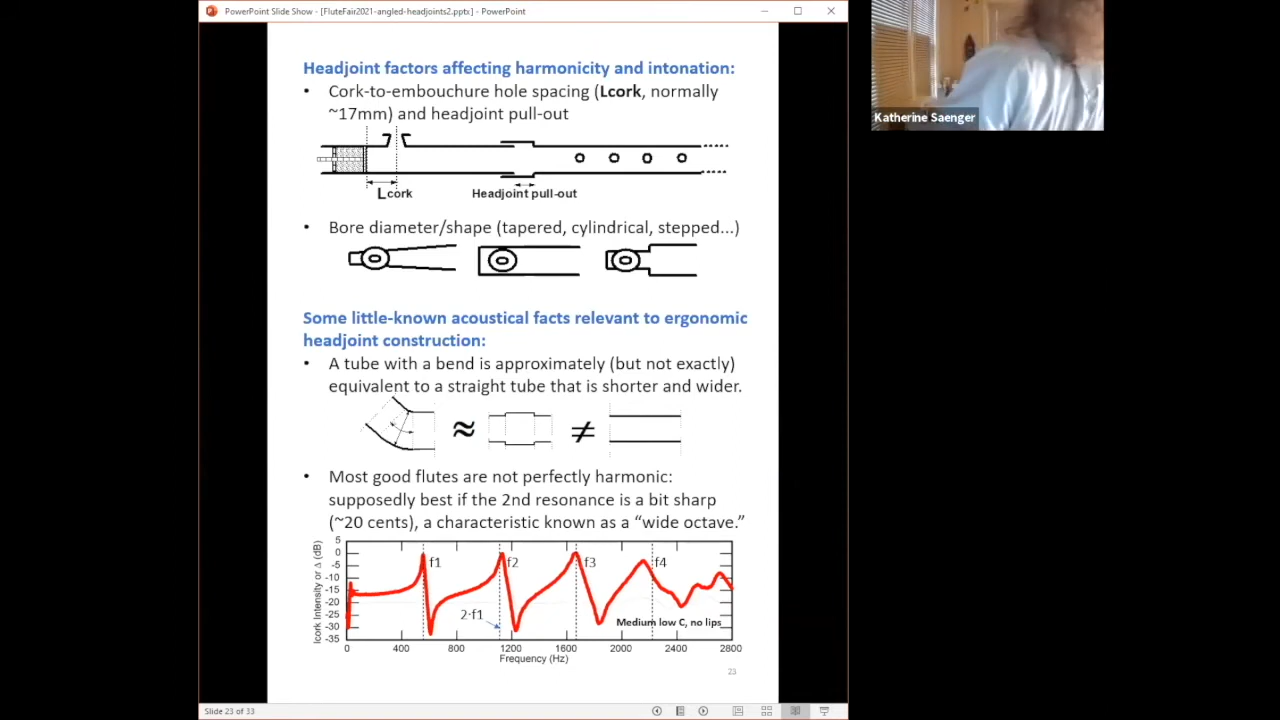 PowerPoint Slide Show - [FluteFair2021-angled-headjoints2.pptx] - PowerPoint
Katherine Saenger
Headjoint factors affecting harmonicity and intonation:
• Cork-to-embouchure hole spacing (Lcork, normally
~17mm) and headjoint pull-out
Lcork
Headjoint pull-out
• Bore diameter/shape (tapered, cylindrical, stepped...)
Some little-known acoustical facts relevant to ergonomic
headjoint construction:
• A tube with a bend is approximately (but not exactly)
equivalent to a straight tube that is shorter and wider.
≈ ≠
• Most good flutes are not perfectly harmonic:
supposedly best if the 2nd resonance is a bit sharp
(~20 cents), a characteristic known as a “wide octave.”
Icork Intensity or Δ (dB)
5
0
-5
-10
-15
-20
-25
-30
-35
f1
f2
f3
f4
2·f1
Medium low C, no lips
0 400 800 1200 1600 2000 2400 2800
Frequency (Hz)
23
Slide 23 of 33